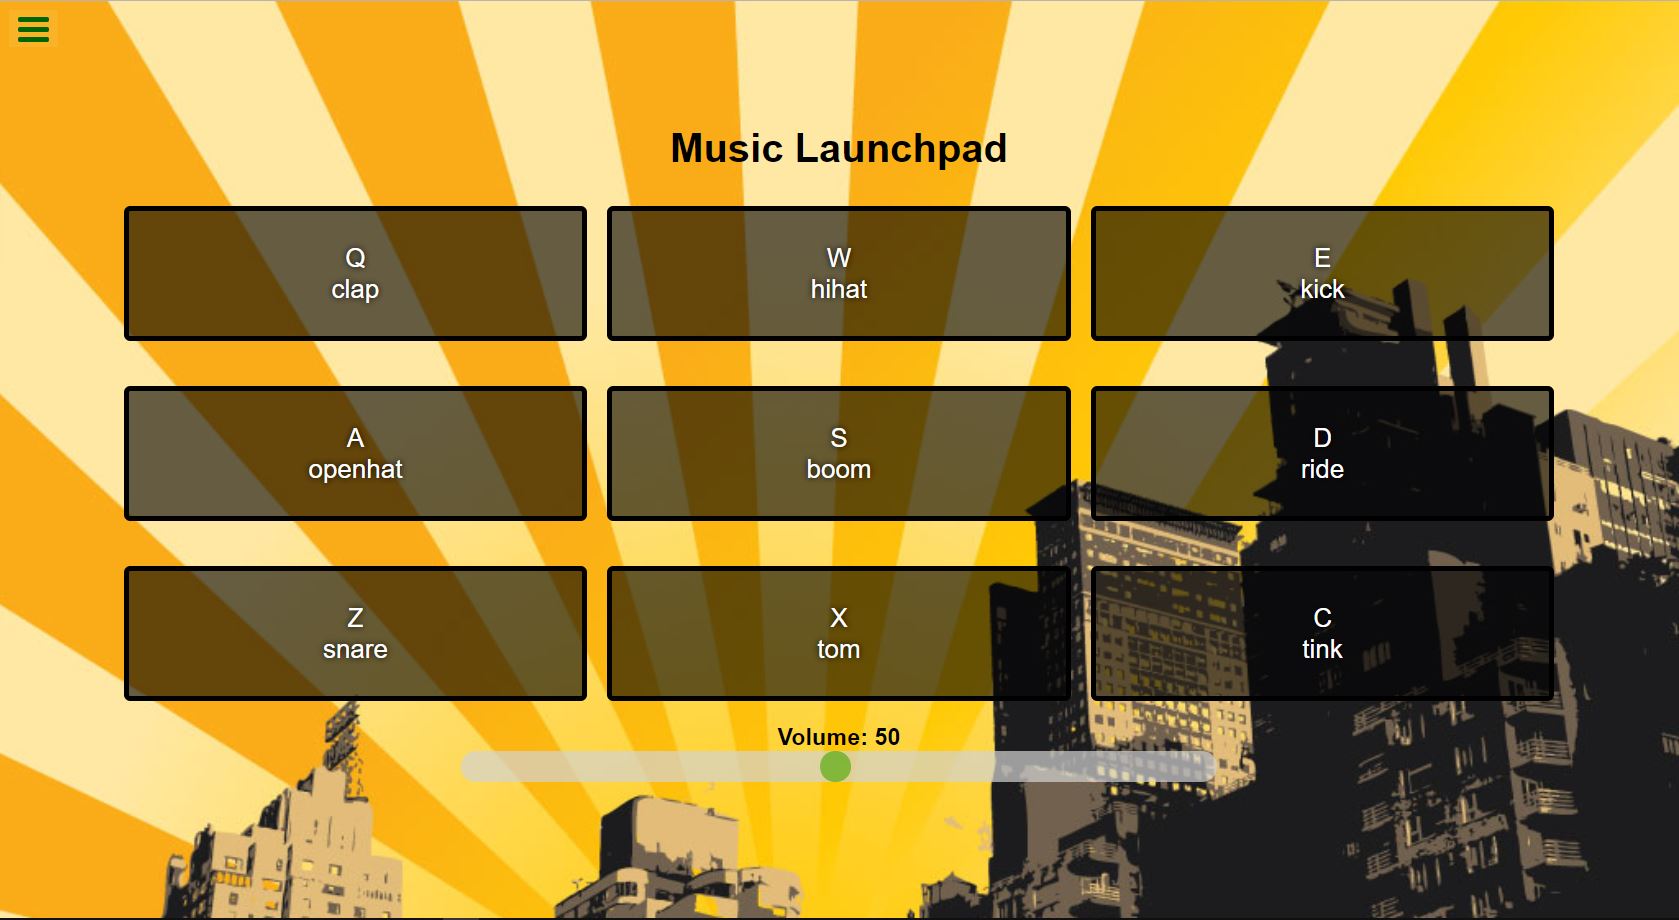 Music Launchpad
Q
clap
W
hihat
E
kick
A
openhat
S
boom
D
ride
Z
snare
X
tom
C
tink
Volume: 50